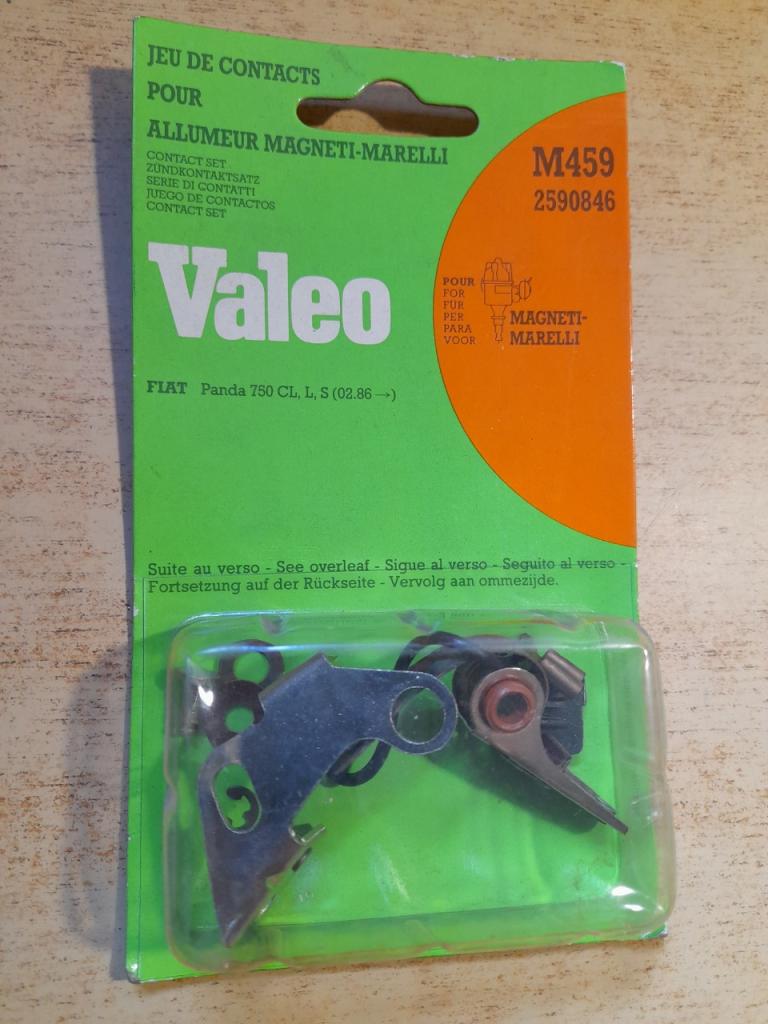 JEU DE CONTACTS
POUR
ALLUMEUR MAGNETI-MARELLI
CONTACT SET
ZÜNDKONTAKTSATZ
SERIE DI CONTATTI
JUEGO DE CONTACTOS
CONTACT SET
M459
2590846
Valeo
POUR
FOR
FÜR
PER
PARA
VOOR
MAGNETI-
MARELLI
FIAT Panda 750 CL, L, S (02.86 →)
Suite au verso - See overleaf - Sigue al verso - Seguito al verso -
Fortsetzung auf der Rückseite - Vervolg aan ommezijde.